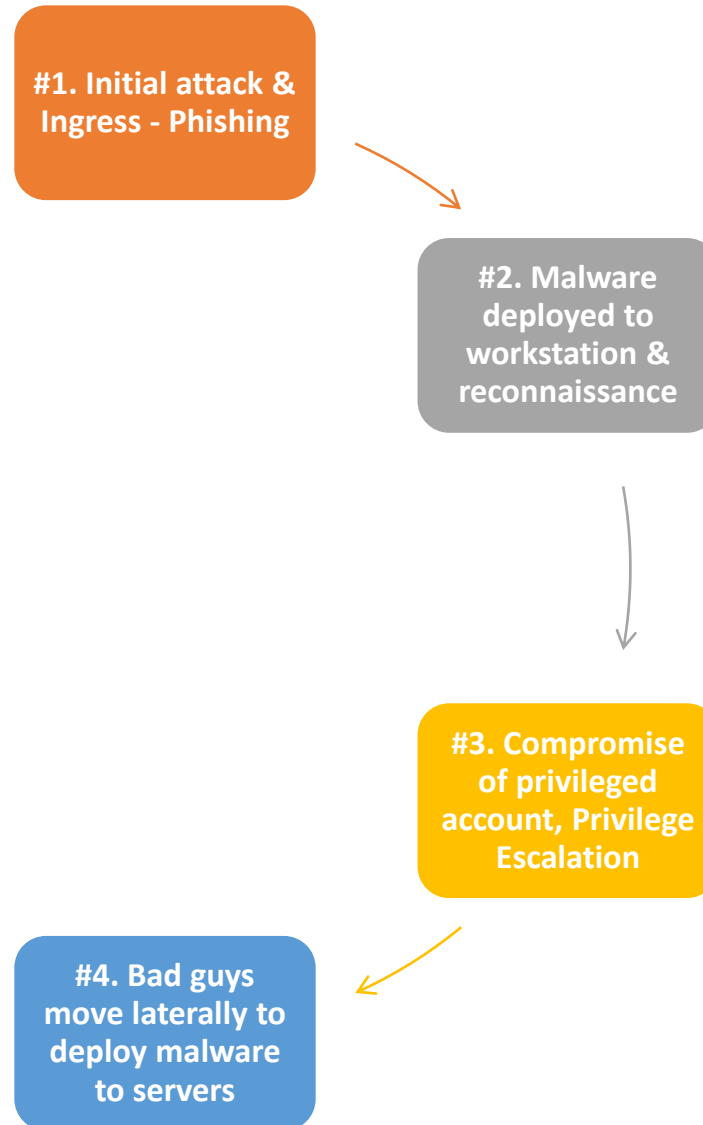 #1. Initial attack &
Ingress - Phishing
#2. Malware
deployed to
workstation &
reconnaissance
#3. Compromise
of privileged
account, Privilege
Escalation
#4. Bad guys
move laterally to
deploy malware
to servers